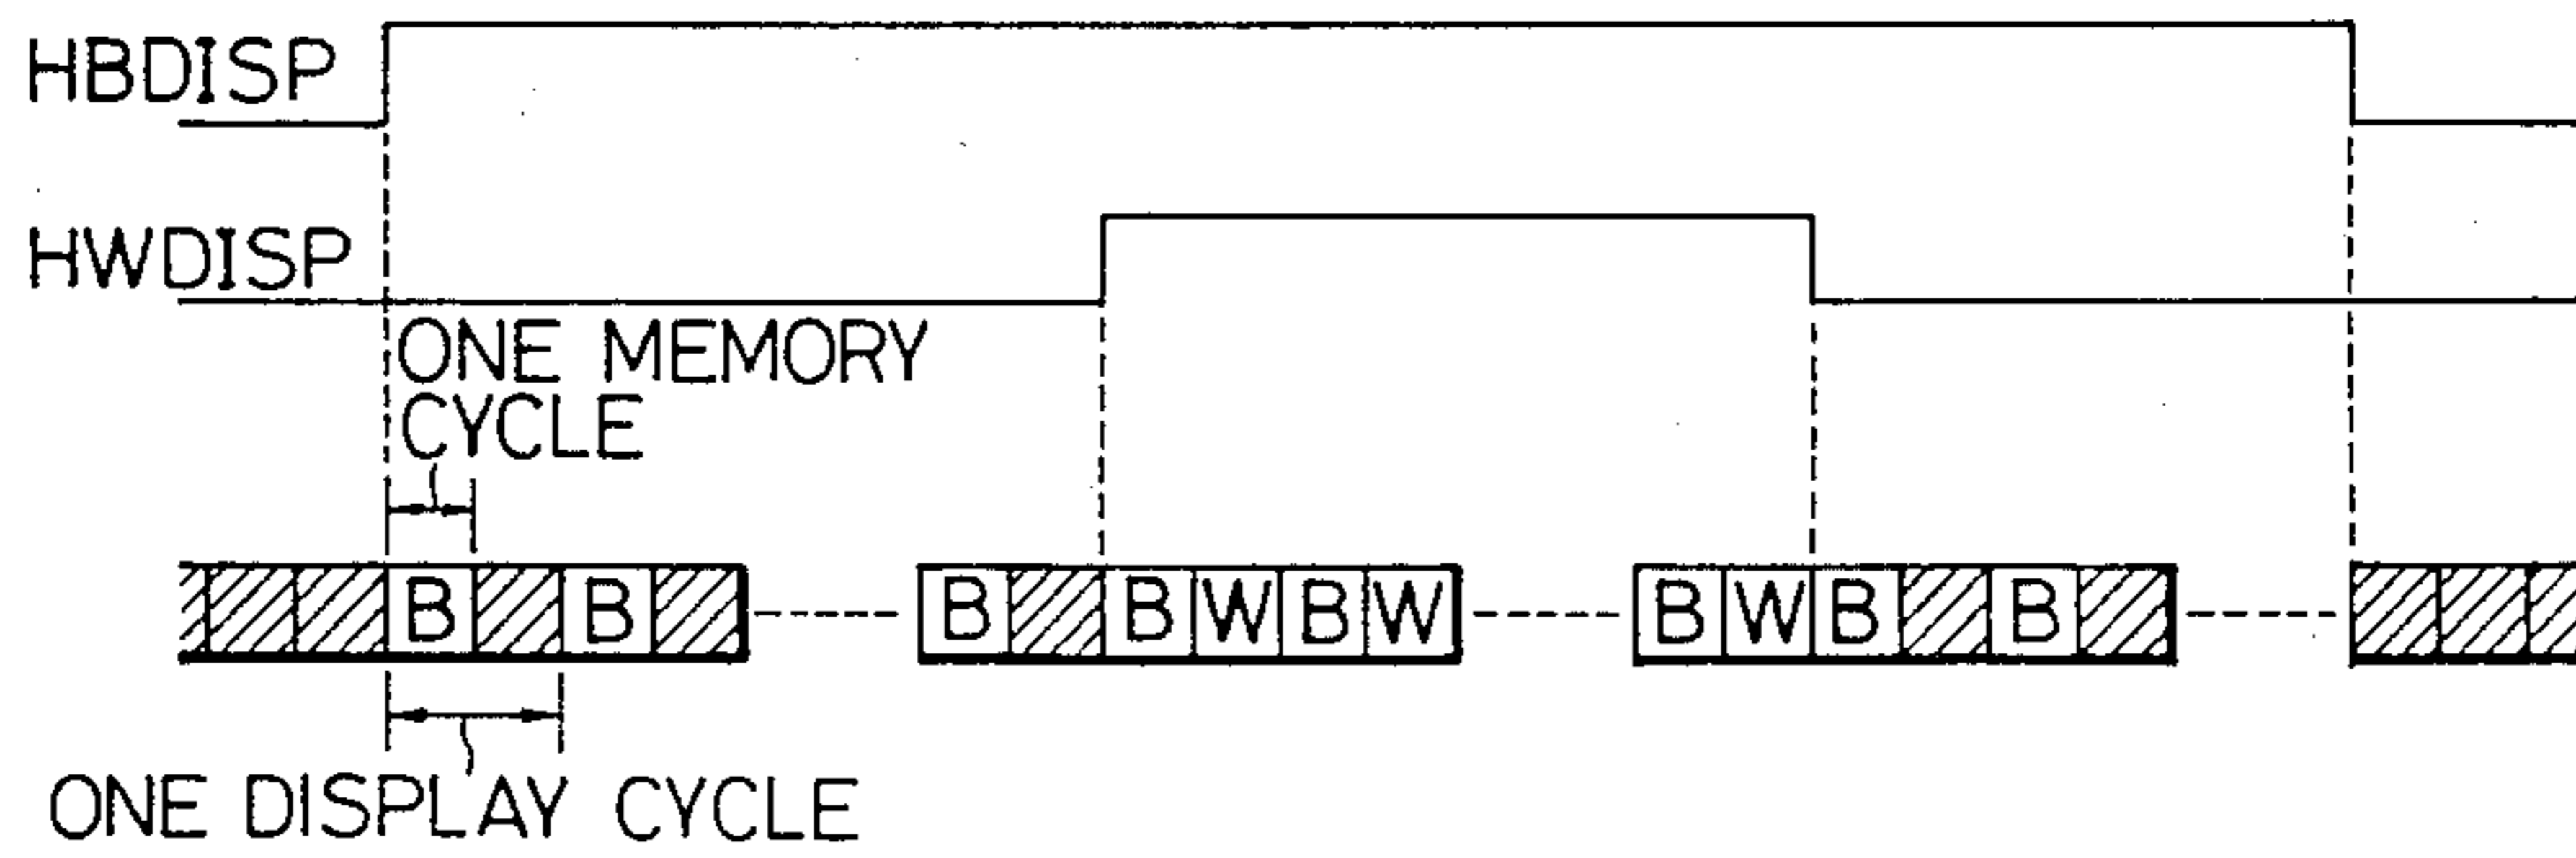 HBDISP
HWDISP
ONE MEMORY
CYCLE
B B B B W B W B W B B
ONE DISPLAY CYCLE